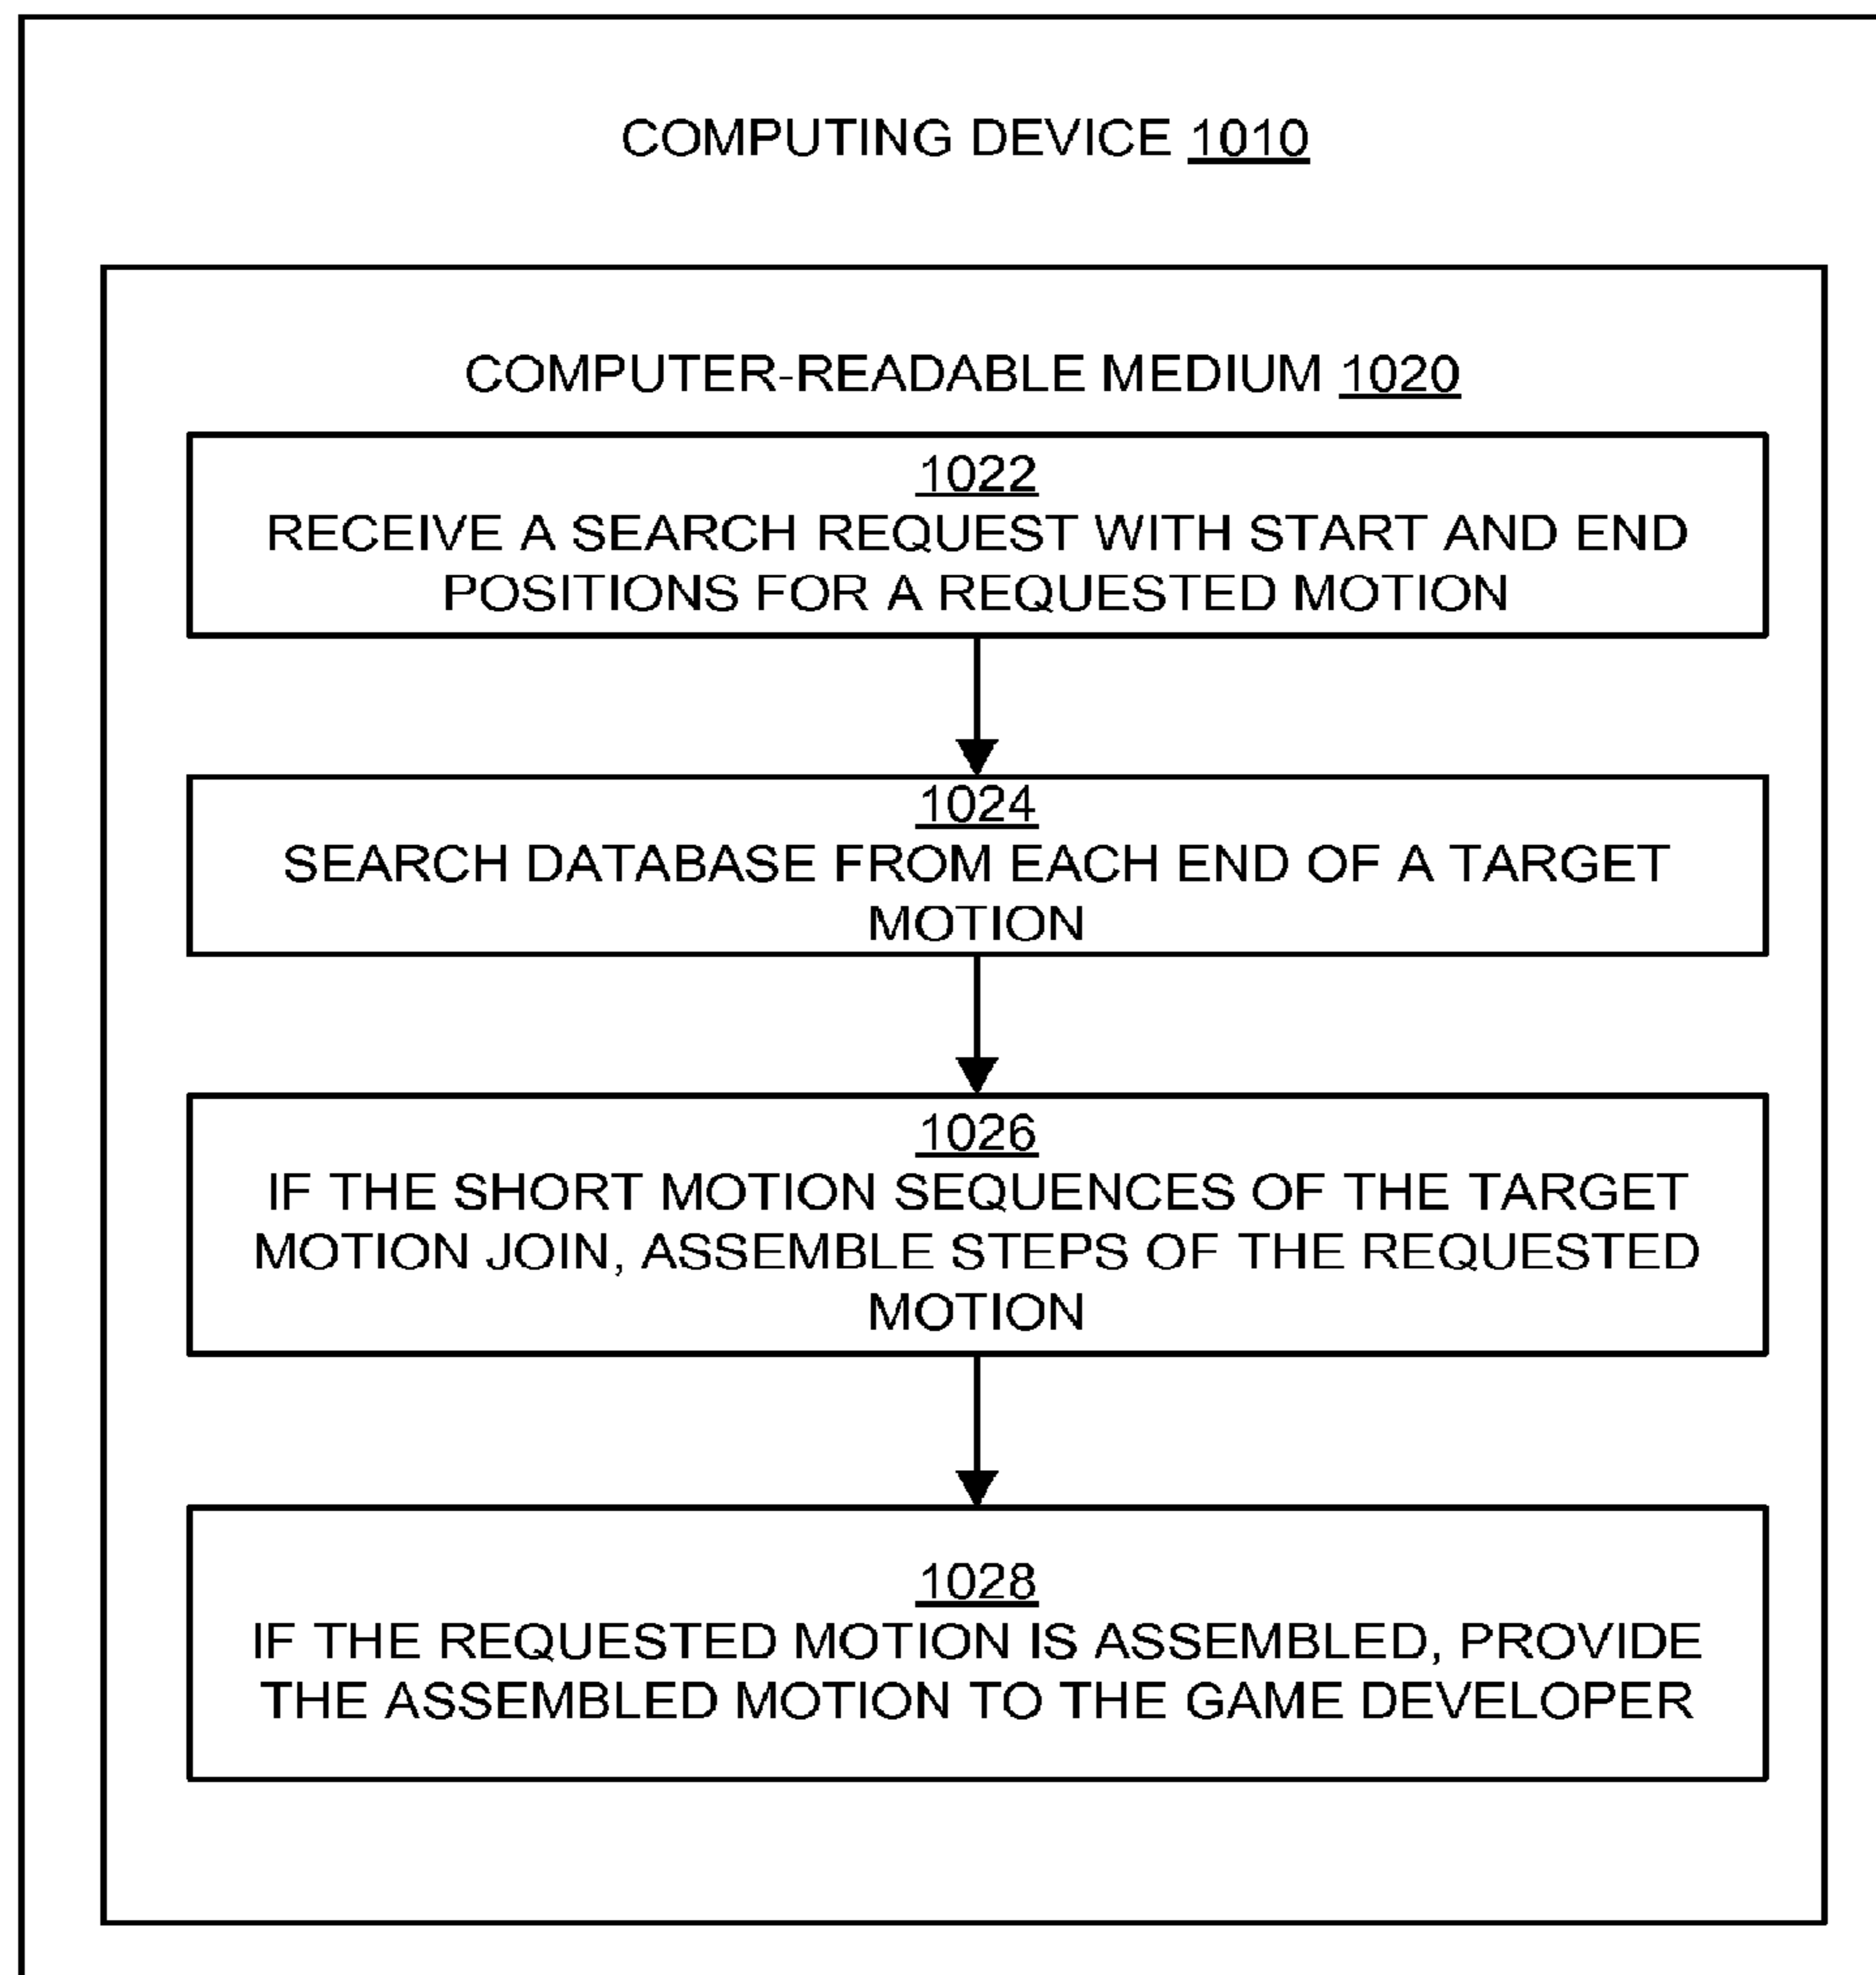 COMPUTING DEVICE 1010
COMPUTER-READABLE MEDIUM 1020
1022
RECEIVE A SEARCH REQUEST WITH START AND END
POSITIONS FOR A REQUESTED MOTION
1024
SEARCH DATABASE FROM EACH END OF A TARGET
MOTION
1026
IF THE SHORT MOTION SEQUENCES OF THE TARGET
MOTION JOIN, ASSEMBLE STEPS OF THE REQUESTED
MOTION
1028
IF THE REQUESTED MOTION IS ASSEMBLED, PROVIDE
THE ASSEMBLED MOTION TO THE GAME DEVELOPER